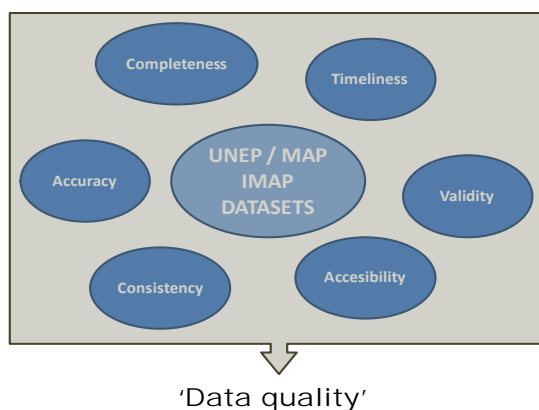 Completeness
Timeliness
UNEP / MAP
IMAP
DATASETS
Accuracy
Validity
Consistency
Accesibility
‘Data quality’